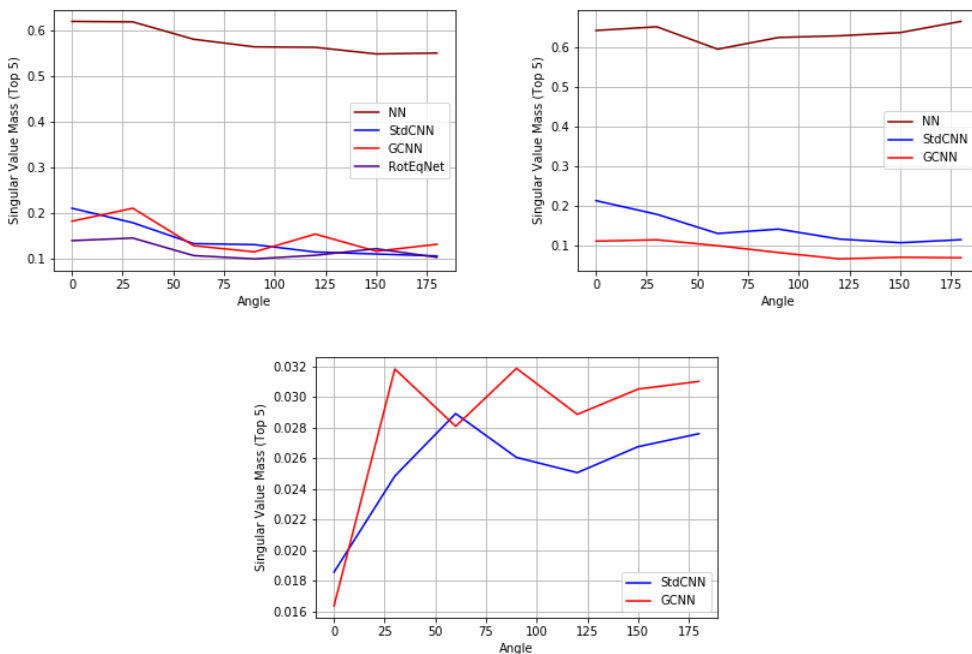 Singular Value Mass (Top 5)
0.6
0.5
0.4
0.3
0.2
0.1
NN
StdCNN
GCNN
RotEqNet
0 25 50 75 100 125 150 175
Angle
Singular Value Mass (Top 5)
0.6
0.5
0.4
0.3
0.2
0.1
NN
StdCNN
GCNN
0 25 50 75 100 125 150 175
Angle
Singular Value Mass (Top 5)
0.032
0.030
0.028
0.026
0.024
0.022
0.020
0.018
0.016
StdCNN
GCNN
0 25 50 75 100 125 150 175
Angle